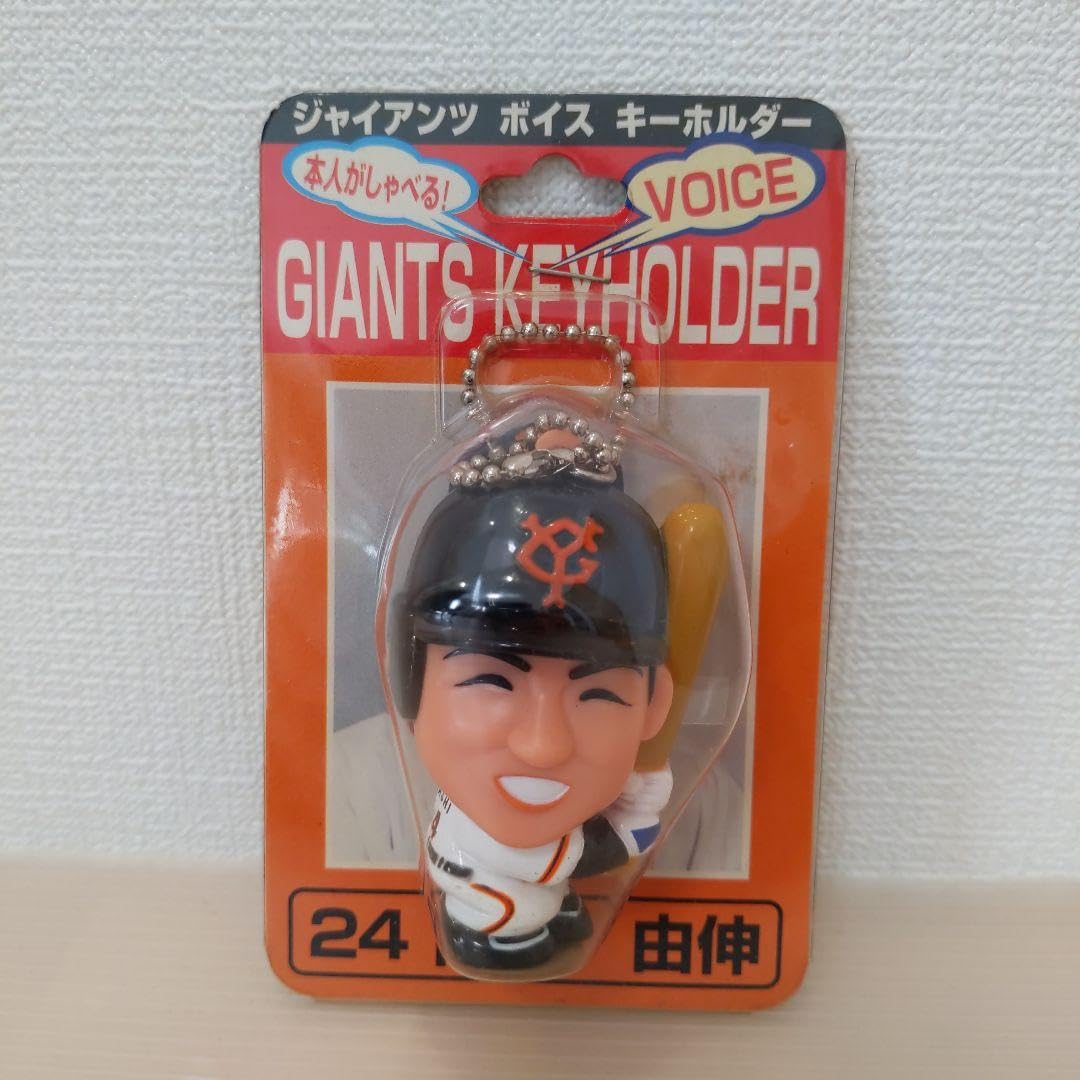 ジャイアンツ ボイス キーホルダー
本人がしゃべる!
VOICE
GIANTS KEYHOLDER
YG
24 由伸